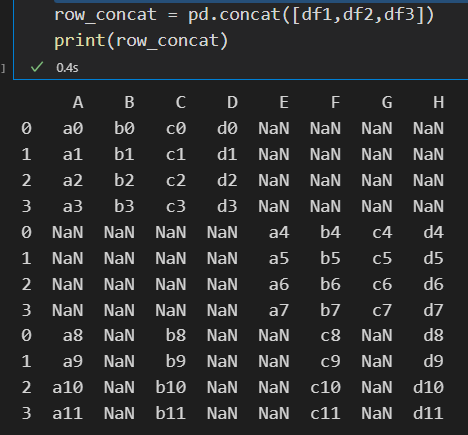 row_concat = pd.concat([df1,df2,df3])
print(row_concat)
] ✓ 0.4s
A B C D E F G H
0 a0 b0 c0 d0 NaN NaN NaN NaN
1 a1 b1 c1 d1 NaN NaN NaN NaN
2 a2 b2 c2 d2 NaN NaN NaN NaN
3 a3 b3 c3 d3 NaN NaN NaN NaN
0 NaN NaN NaN NaN a4 b4 c4 d4
1 NaN NaN NaN NaN a5 b5 c5 d5
2 NaN NaN NaN NaN a6 b6 c6 d6
3 NaN NaN NaN NaN a7 b7 c7 d7
0 a8 NaN b8 NaN NaN c8 NaN d8
1 a9 NaN b9 NaN NaN c9 NaN d9
2 a10 NaN b10 NaN NaN c10 NaN d10
3 a11 NaN b11 NaN NaN c11 NaN d11